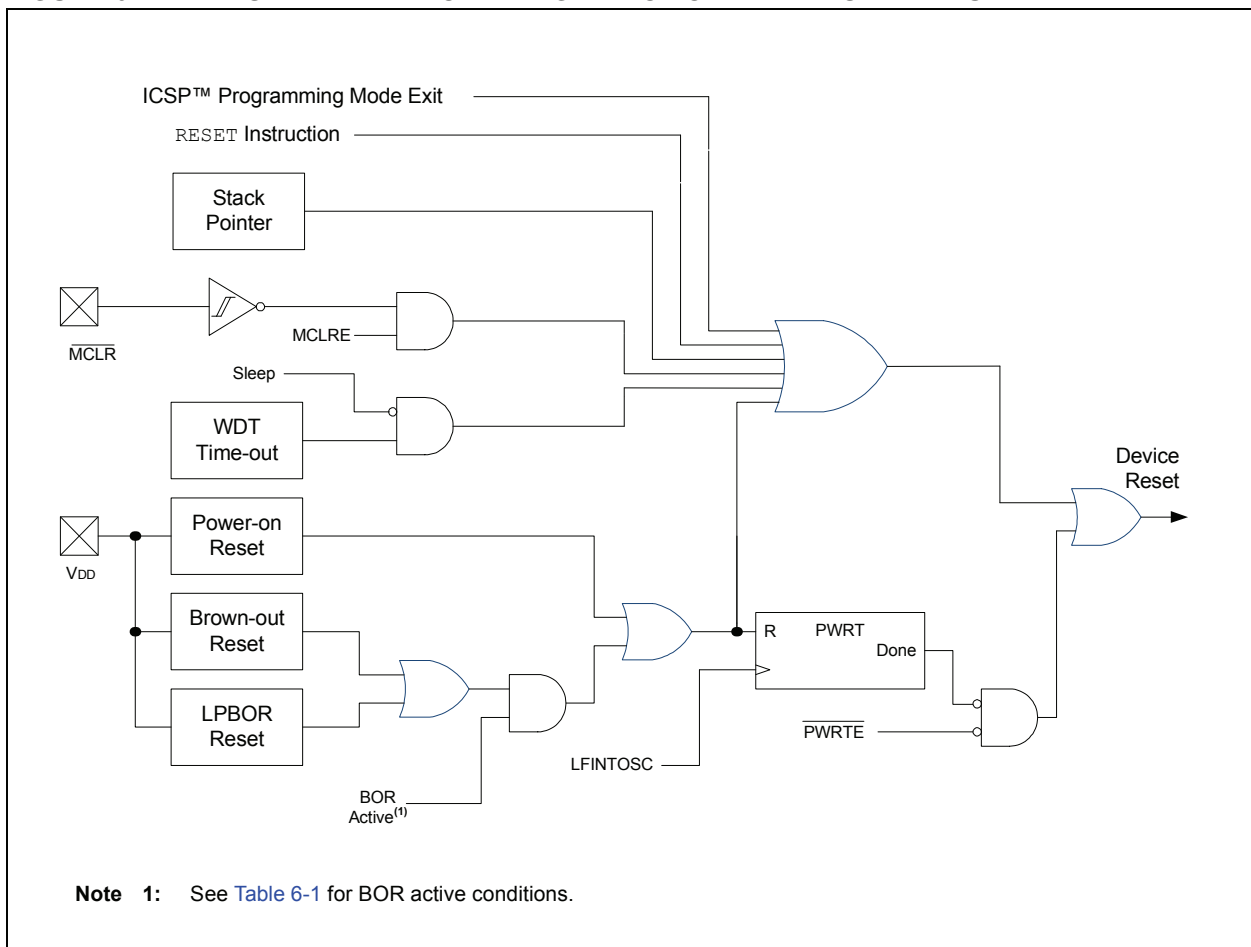 ICSP™ Programming Mode Exit
RESET Instruction
Stack
Pointer
MCLR
MCLRE
Sleep
WDT
Time-out
Device
Reset
VDD
Power-on
Reset
Brown-out
Reset
LPBOR
Reset
R PWRT
Done
PWRTE
LFINTOSC
BOR
Active(1)
Note 1: See Table 6-1 for BOR active conditions.